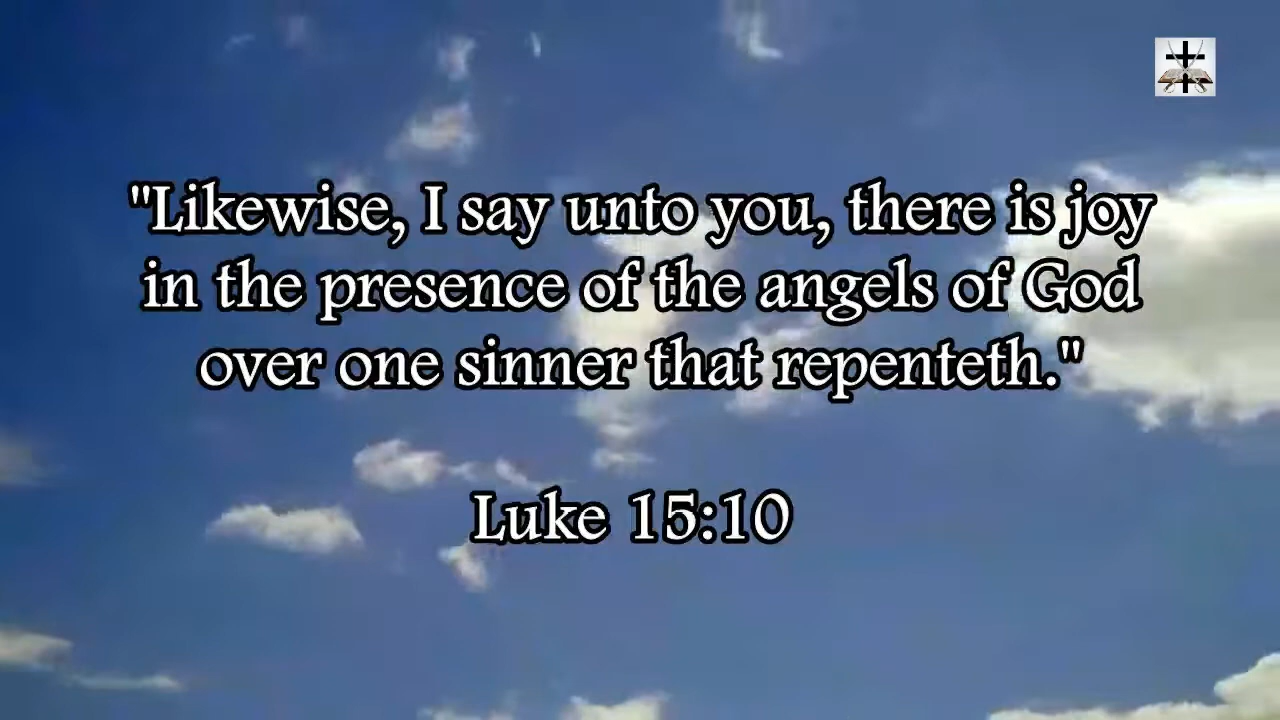 "Likewise, I say unto you, there is joy
in the presence of the angels of God
over one sinner that repenteth."
Luke 15:10